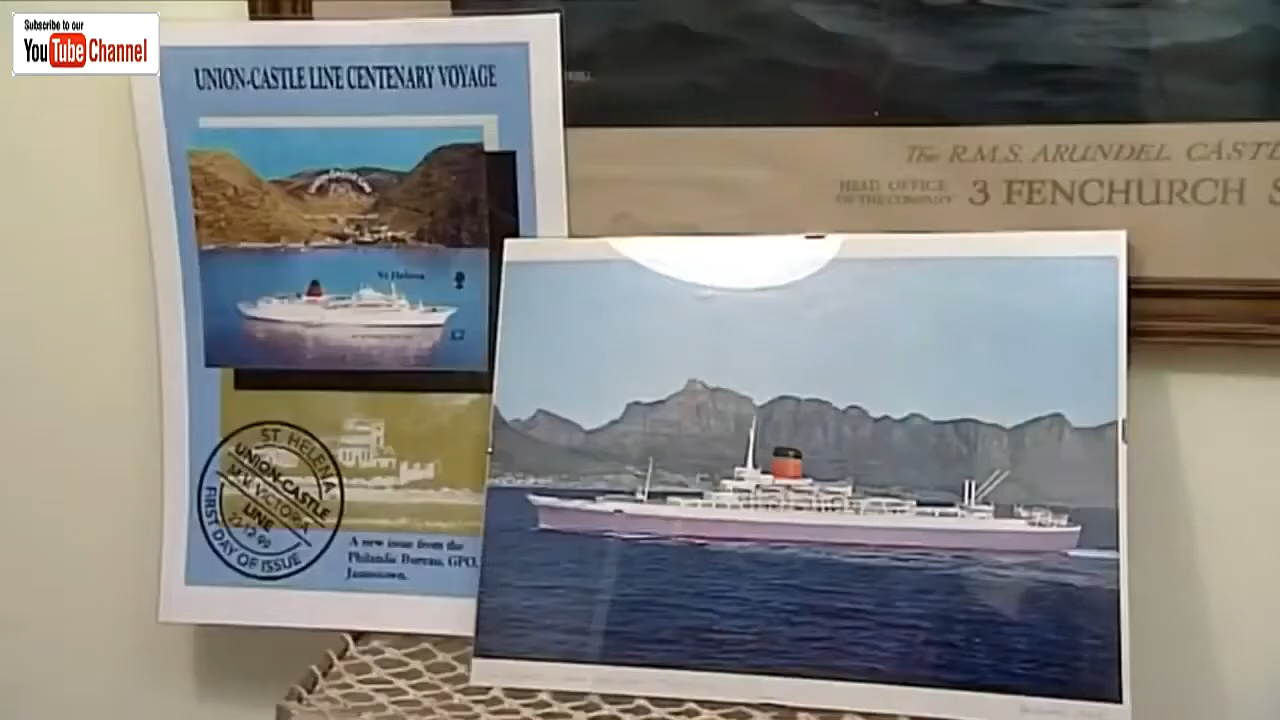 Subscribe to our
YouTube Channel
UNION-CASTLE LINE CENTENARY VOYAGE
St Helena
ST. HELENA
UNION-CASTLE
M.V. VICTORIA
LINE
FIRST DAY OF ISSUE
A new issue from the
Philatelic Bureau, GPO,
Jamestown.
The R.M.S. ARUNDEL CASTL
HEAD OFFICE
OF THE COMPANY
3 FENCHURCH S